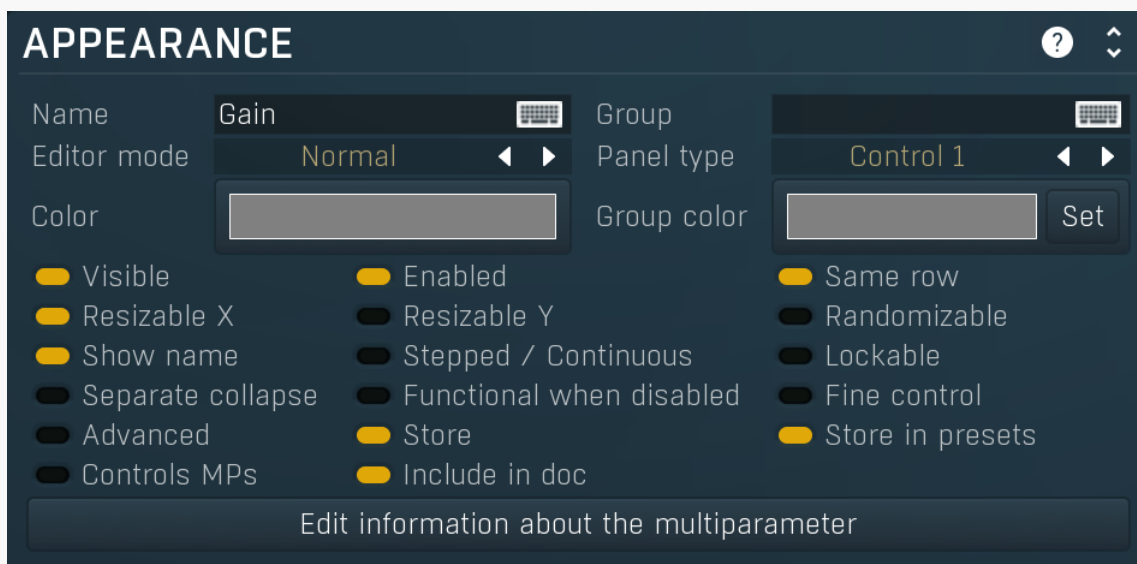 APPEARANCE ?
Name Gain Group
Editor mode Normal Panel type Control 1
Color Group color Set
Visible Enabled Same row
Resizable X Resizable Y Randomizable
Show name Stepped / Continuous Lockable
Separate collapse Functional when disabled Fine control
Advanced Store Store in presets
Controls MPs Include in doc
Edit information about the multiparameter